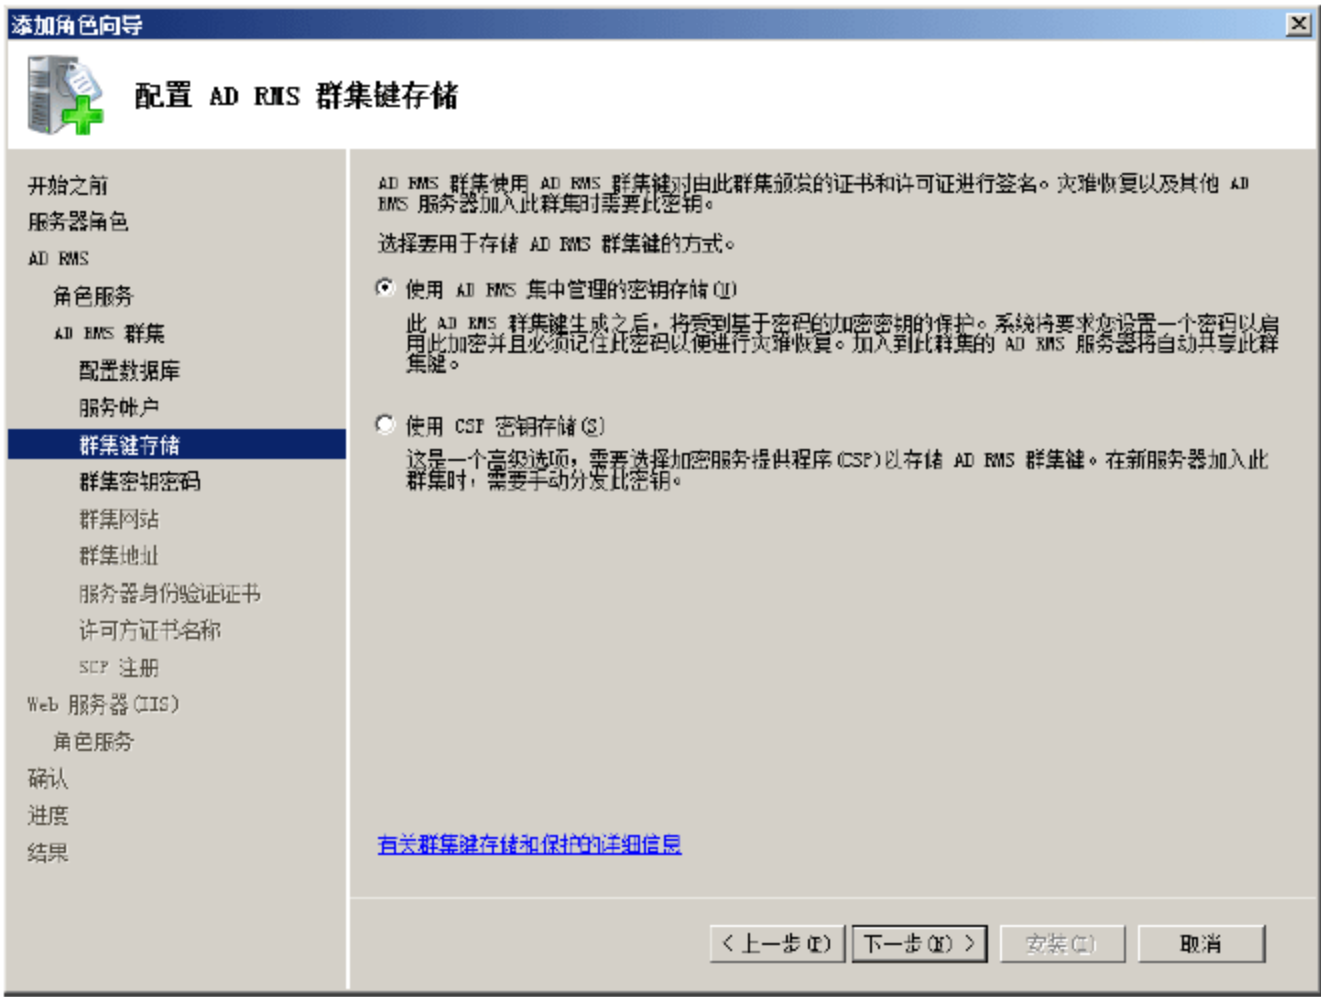 添加角色向导
配置 AD RMS 群集键存储
开始之前
服务器角色
AD RMS
角色服务
AD RMS 群集
配置数据库
服务帐户
群集键存储
群集密钥密码
群集网站
群集地址
服务器身份验证证书
许可方证书名称
SCP 注册
Web 服务器(IIS)
角色服务
确认
进度
结果
AD RMS 群集使用 AD RMS 群集键对由此群集颁发的证书和许可证进行签名。灾难恢复以及其他 AD
RMS 服务器加入此群集时需要此密钥。
选择要用于存储 AD RMS 群集键的方式。
使用 AD RMS 集中管理的密钥存储(U)
此 AD RMS 群集键生成之后，将受到基于密码的加密密钥的保护。系统将要求您设置一个密码以启
用此加密并且必须记住此密码以便进行灾难恢复。加入到此群集的 AD RMS 服务器将自动共享此群
集键。
使用 CSP 密钥存储(S)
这是一个高级选项，需要选择加密服务提供程序(CSP)以存储 AD RMS 群集键。在新服务器加入此
群集时，需要手动分发此密钥。
有关群集键存储和保护的详细信息
< 上一步(P)
下一步(N) >
安装(I)
取消